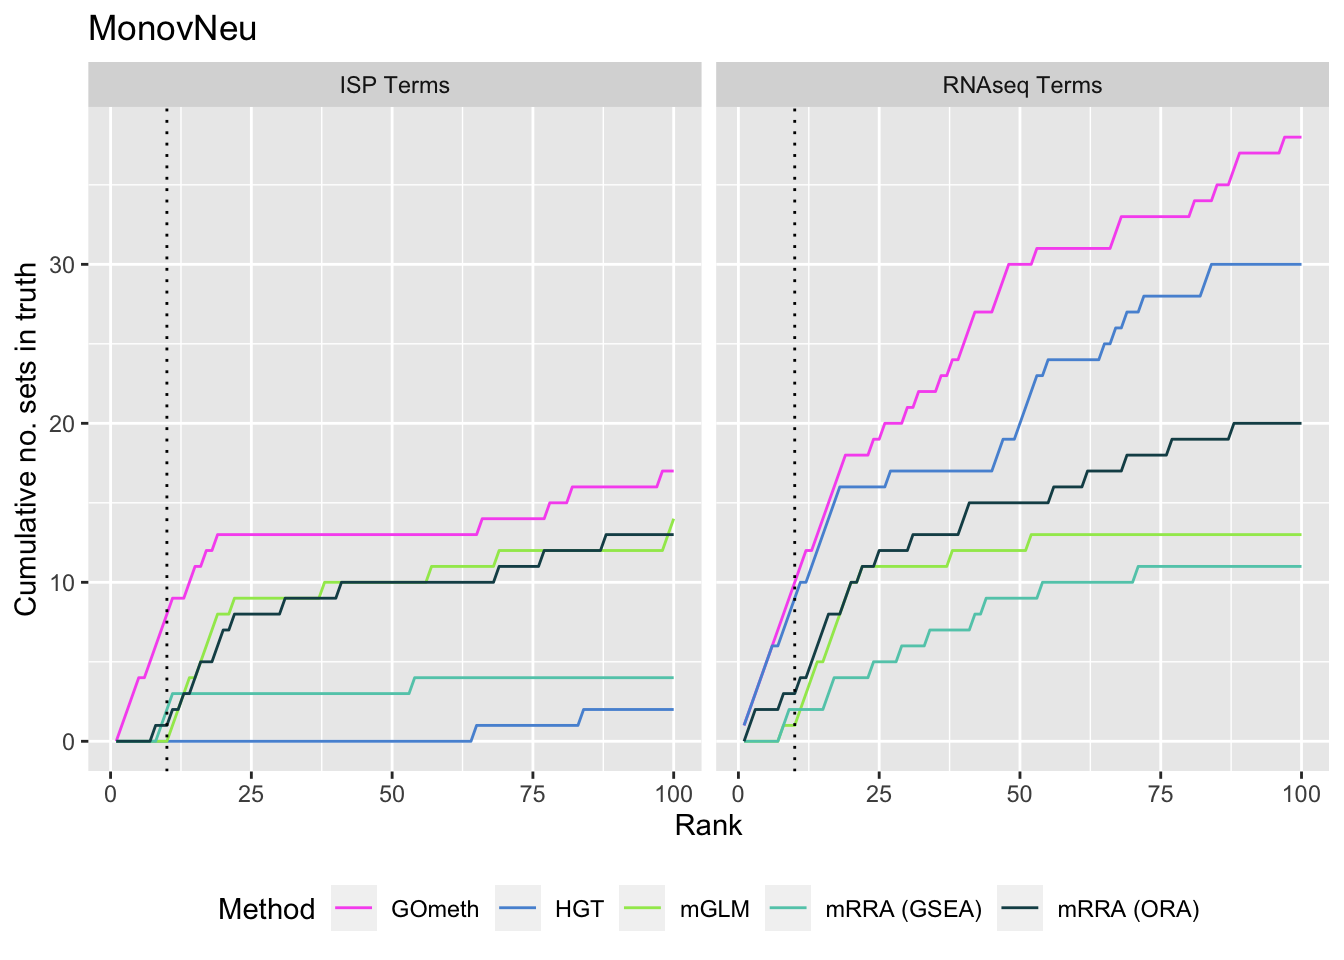 MonovNeu
ISP Terms
RNAseq Terms
Cumulative no. sets in truth
30
20
10
0
0 25 50 75 100
0 25 50 75 100
Rank
Method GOmeth HGT mGLM mRRA (GSEA) mRRA (ORA)